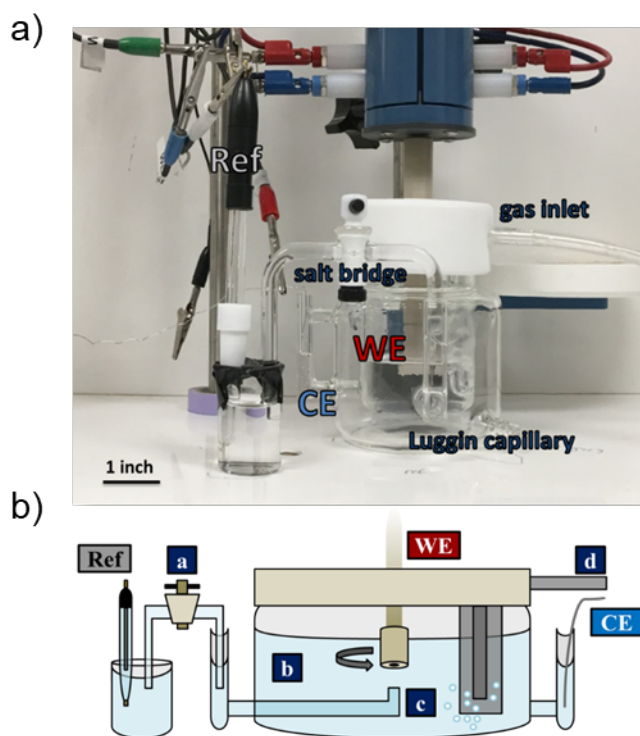 a)
Ref
gas inlet
salt bridge
WE
CE
Luggin capillary
1 inch
b)
Ref
a
WE
d
CE
b
c